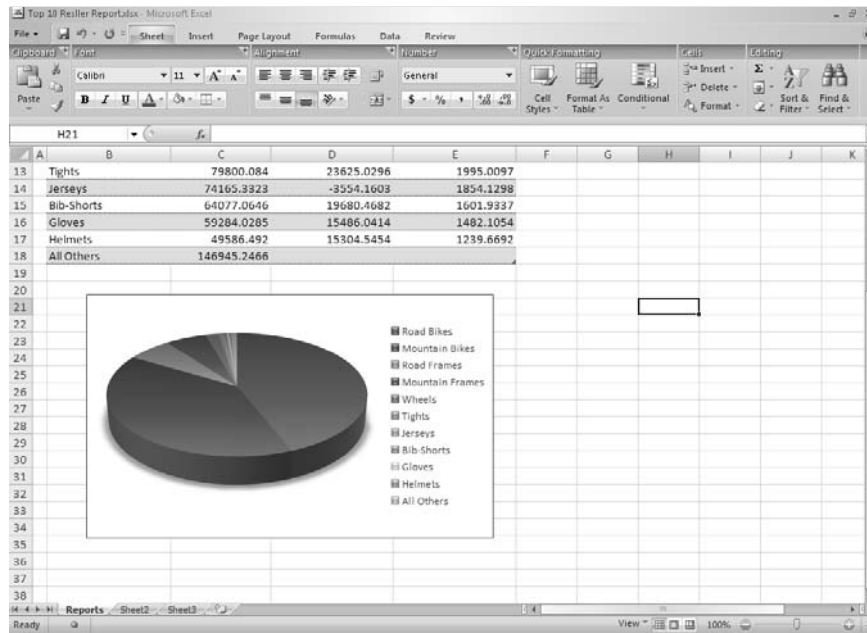 Top 10 Resller Report.xlsx - Microsoft Excel
File Sheet Insert Page Layout Formulas Data Review
Clipboard Font Alignment Number Quick Formatting Cells Editing
Calibri 11 A A General Insert Σ
Paste B I U A $ % , Cell Styles Format As Table Conditional Delete Format Sort & Filter Find & Select
H21 fx
A B C D E F G H I J K
13 Tights 79800.084 23625.0296 1995.0097
14 Jerseys 74165.3323 -3554.1603 1854.1298
15 Bib-Shorts 64077.0646 19680.4682 1601.9337
16 Gloves 59284.0285 15486.0414 1482.1054
17 Helmets 49586.492 15304.5454 1239.6692
18 All Others 146945.2466
19
20
21
22 Road Bikes
23 Mountain Bikes
24 Road Frames
25 Mountain Frames
26 Wheels
27 Tights
28 Jerseys
29 Bib-Shorts
30 Gloves
31 Helmets
32 All Others
33
34
35
36
37
38
Reports Sheet2 Sheet3
Ready View 100%